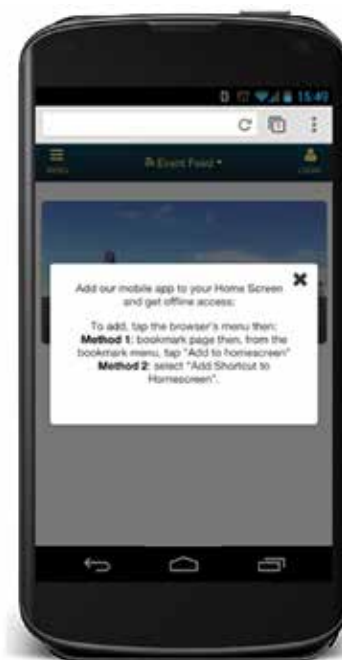 15:49
MENU
Event Feed
LOGIN
Add our mobile app to your Home Screen
and get offline access:
To add, tap the browser's menu then:
Method 1: bookmark page then, from the
bookmark menu, tap "Add to homescreen"
Method 2: select "Add Shortcut to
Homescreen".